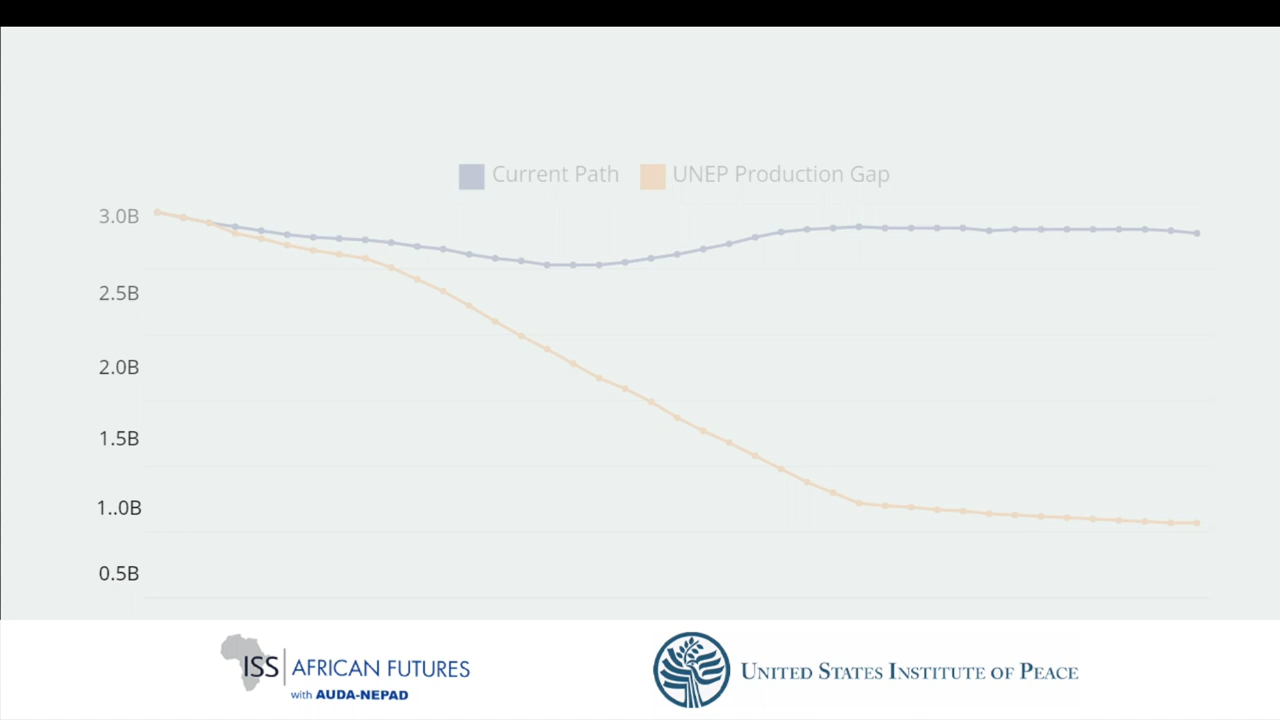 Current Path UNEP Production Gap
3.0B
2.5B
2.0B
1.5B
1..0B
0.5B
ISS AFRICAN FUTURES
with AUDA-NEPAD
UNITED STATES INSTITUTE OF PEACE